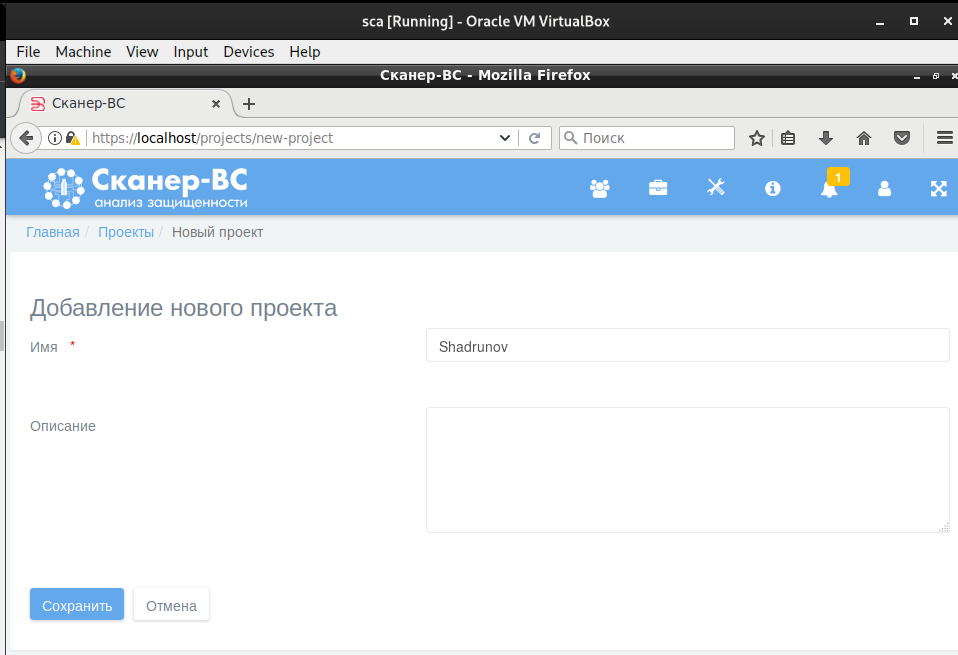 sca [Running] - Oracle VM VirtualBox
File Machine View Input Devices Help
Сканер-ВС - Mozilla Firefox
Сканер-ВС
https://localhost/projects/new-project
Поиск
Сканер-ВС
анализ защищенности
1
Главная / Проекты / Новый проект
Добавление нового проекта
Имя *
Shadrunov
Описание
Сохранить
Отмена